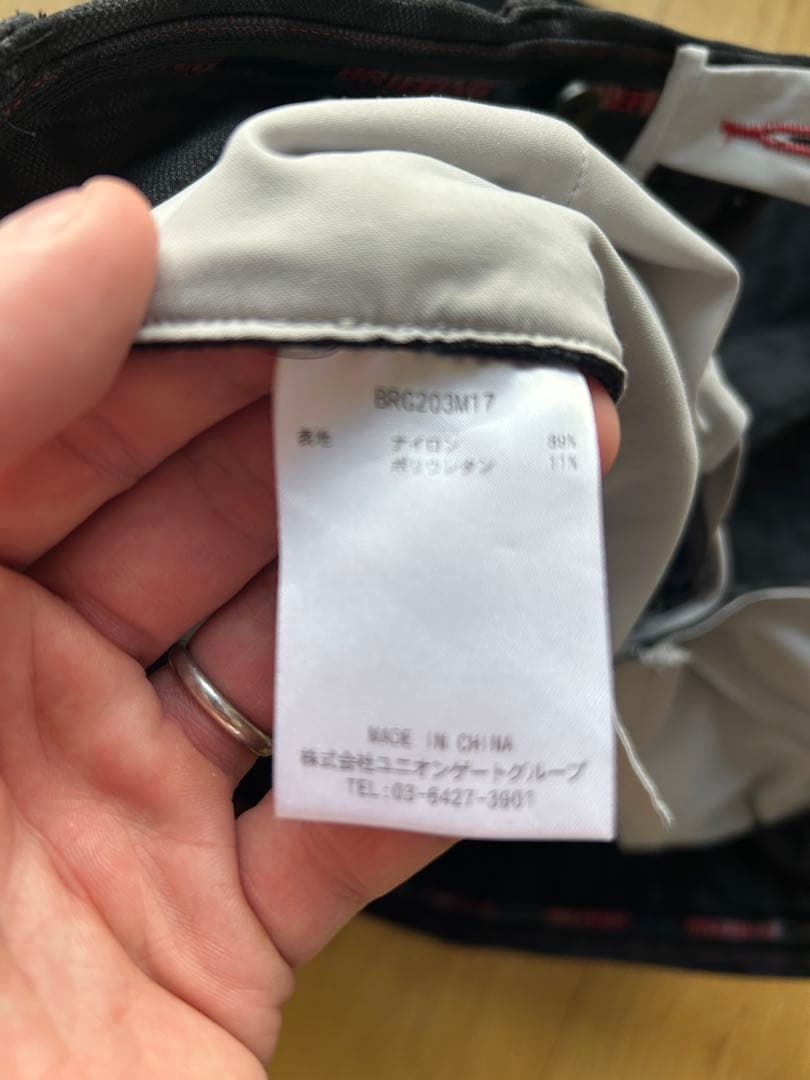 BRIEFING
BRG203M17
表地 ナイロン 89%
ポリウレタン 11%
MADE IN CHINA
株式会社ユニオンゲートグループ
TEL:03-6427-3901